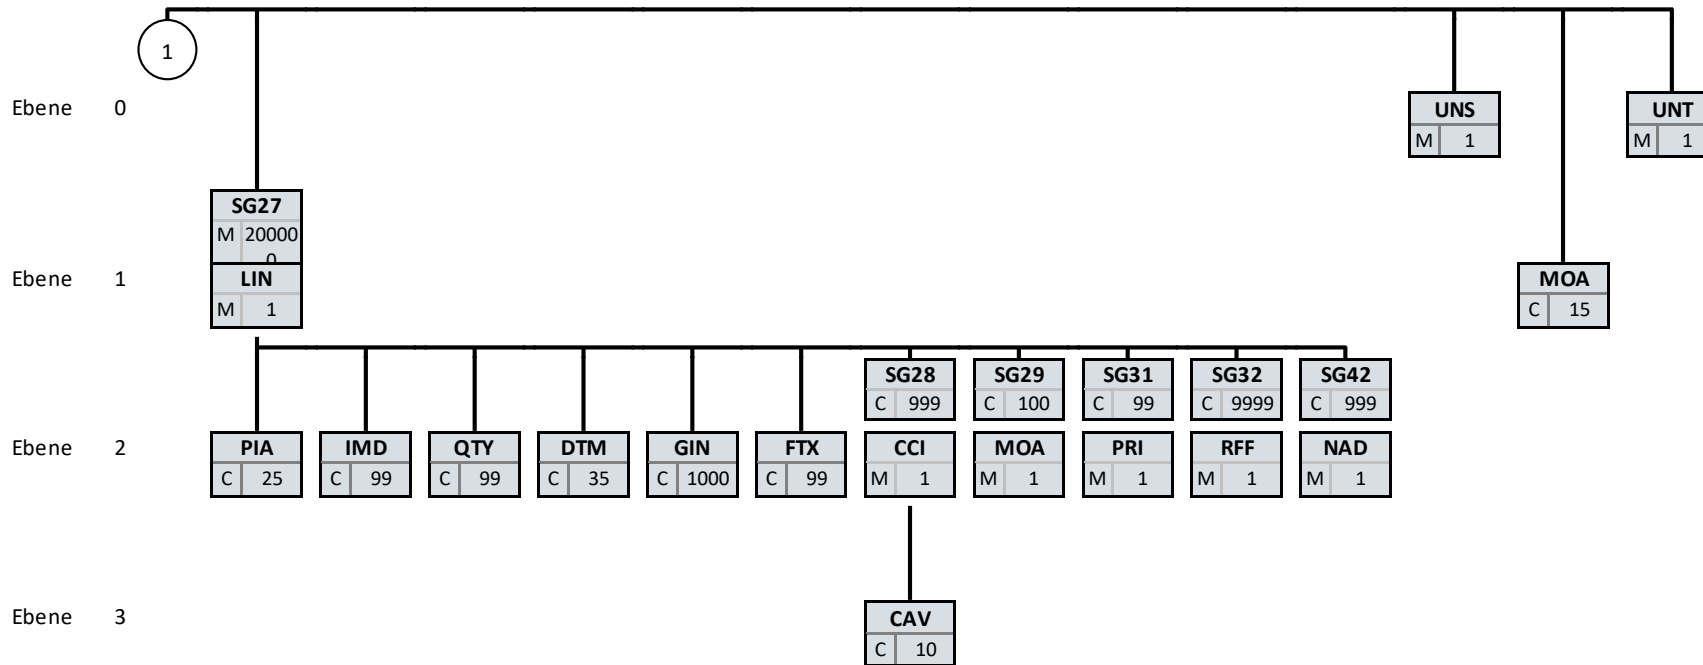 1
Ebene 0
UNS
M 1
UNT
M 1
SG27
M 20000
0
Ebene 1
LIN
M 1
MOA
C 15
SG28
C 999
SG29
C 100
SG31
C 99
SG32
C 9999
SG42
C 999
Ebene 2
PIA
C 25
IMD
C 99
QTY
C 99
DTM
C 35
GIN
C 1000
FTX
C 99
CCI
M 1
MOA
M 1
PRI
M 1
RFF
M 1
NAD
M 1
Ebene 3
CAV
C 10